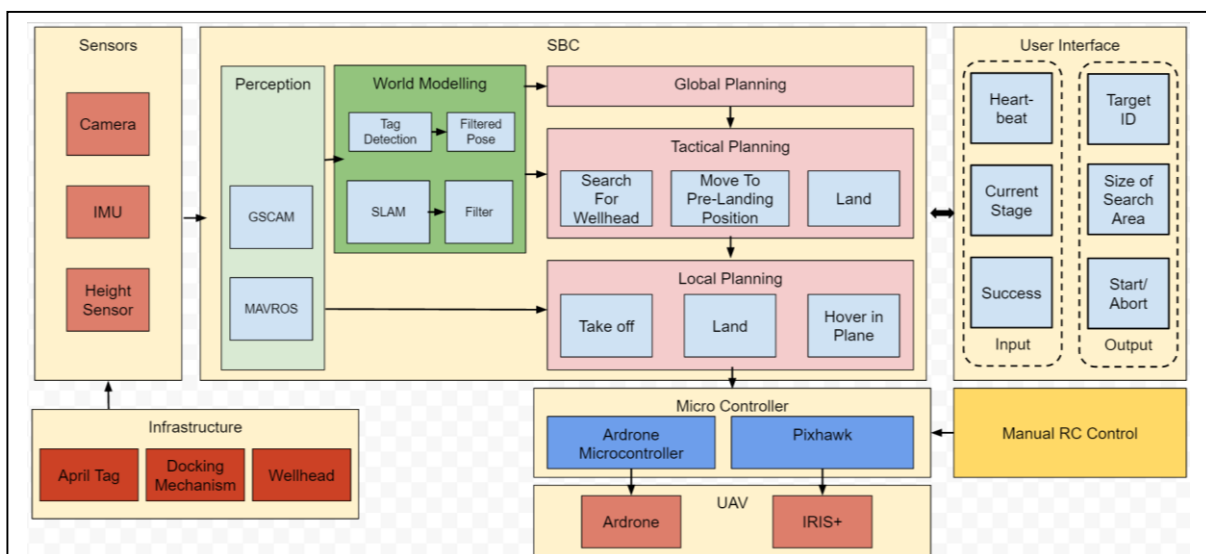 Sensors
Camera
IMU
Height
Sensor
SBC
Perception
GSCAM
MAVROS
World Modelling
Tag
Detection
Filtered
Pose
SLAM
Filter
Global Planning
Tactical Planning
Search
For
Wellhead
Move To
Pre-Landing
Position
Land
Local Planning
Take off
Land
Hover in
Plane
User Interface
Heart-
beat
Current
Stage
Success
Input
Target
ID
Size of
Search
Area
Start/
Abort
Output
Infrastructure
April Tag
Docking
Mechanism
Wellhead
Micro Controller
Ardrone
Microcontroller
Pixhawk
Manual RC Control
UAV
Ardrone
IRIS+